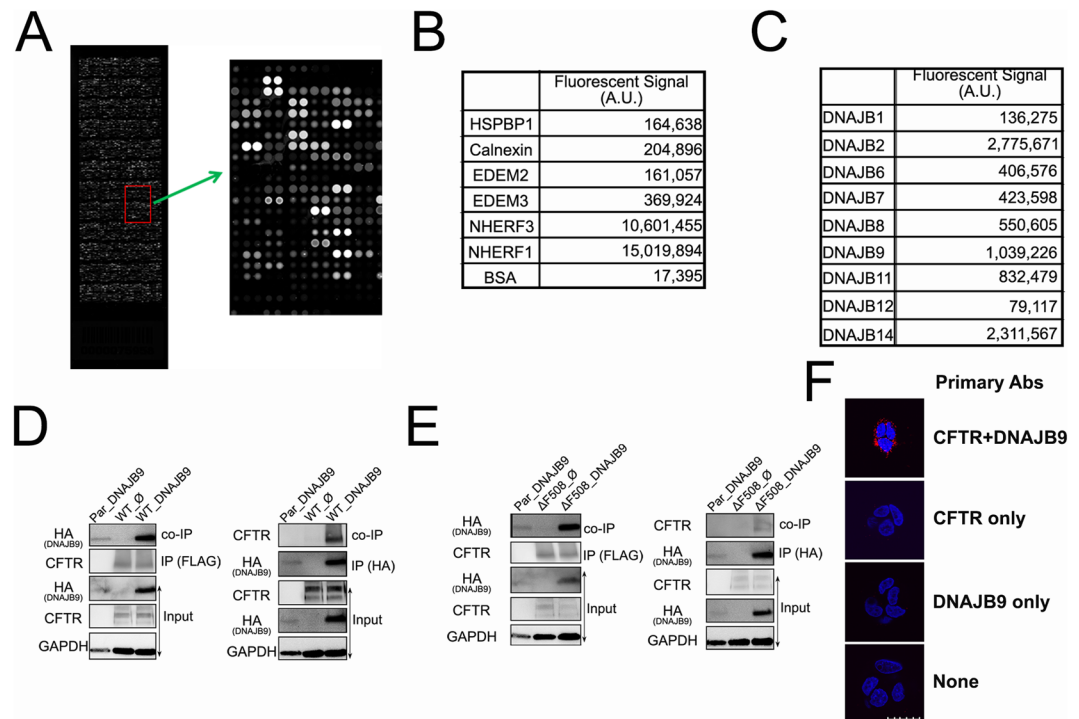 A
B
C
Fluorescent Signal
(A.U.)
HSPBP1 164,638
Calnexin 204,896
EDEM2 161,057
EDEM3 369,924
NHERF3 10,601,455
NHERF1 15,019,894
BSA 17,395
Fluorescent Signal
(A.U.)
DNAJB1 136,275
DNAJB2 2,775,671
DNAJB6 406,576
DNAJB7 423,598
DNAJB8 550,605
DNAJB9 1,039,226
DNAJB11 832,479
DNAJB12 79,117
DNAJB14 2,311,567
D
Par_DNAJB9
WT_Ø
WT_DNAJB9
HA
(DNAJB9)
co-IP
CFTR
IP (FLAG)
HA
(DNAJB9)
CFTR
Input
GAPDH
Par_DNAJB9
WT_Ø
WT_DNAJB9
CFTR
co-IP
HA
(DNAJB9)
IP (HA)
CFTR
HA
(DNAJB9)
Input
GAPDH
E
Par_DNAJB9
ΔF508_Ø
ΔF508_DNAJB9
HA
(DNAJB9)
co-IP
CFTR
IP (FLAG)
HA
(DNAJB9)
CFTR
Input
GAPDH
Par_DNAJB9
ΔF508_Ø
ΔF508_DNAJB9
CFTR
co-IP
HA
(DNAJB9)
IP (HA)
CFTR
HA
(DNAJB9)
Input
GAPDH
F
Primary Abs
CFTR+DNAJB9
CFTR only
DNAJB9 only
None